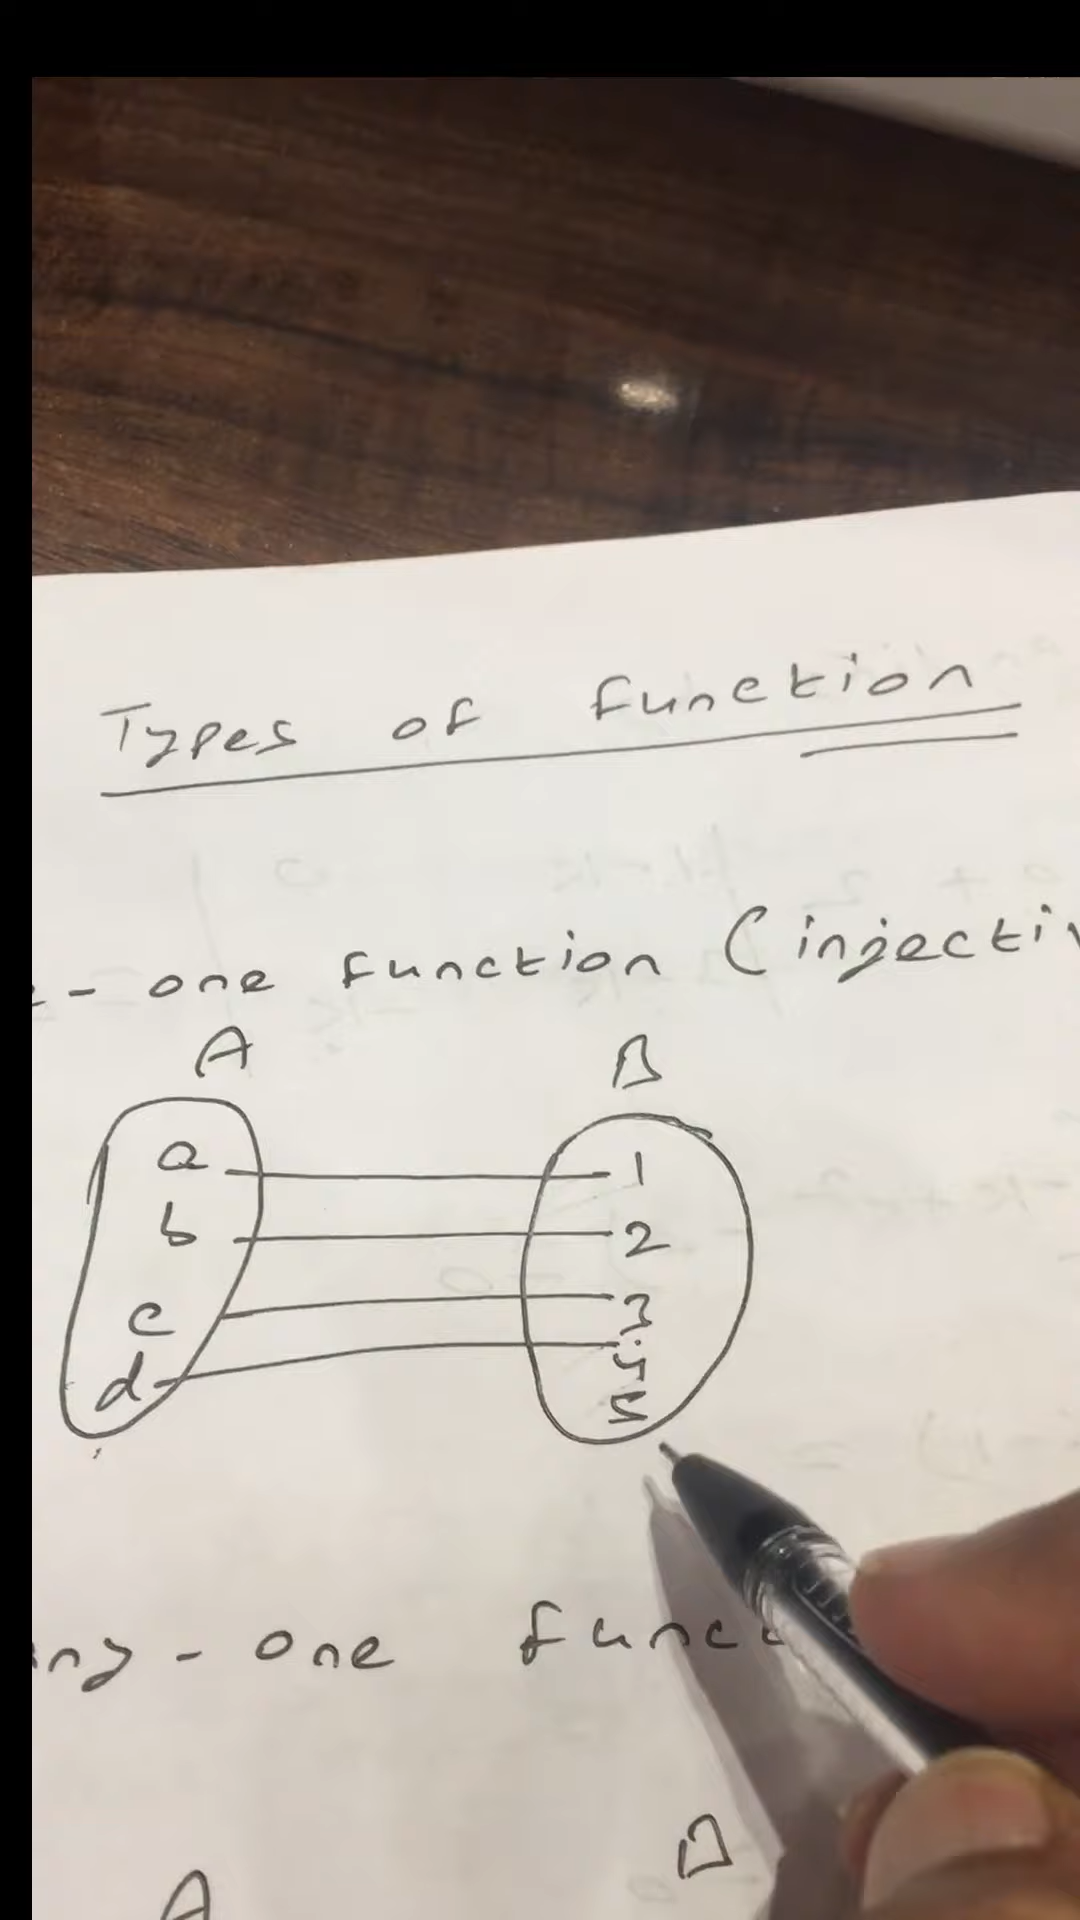 Types of function
- one function (injecti
A B
a 1
b 2
c 3
d 4
5
- one func
A B